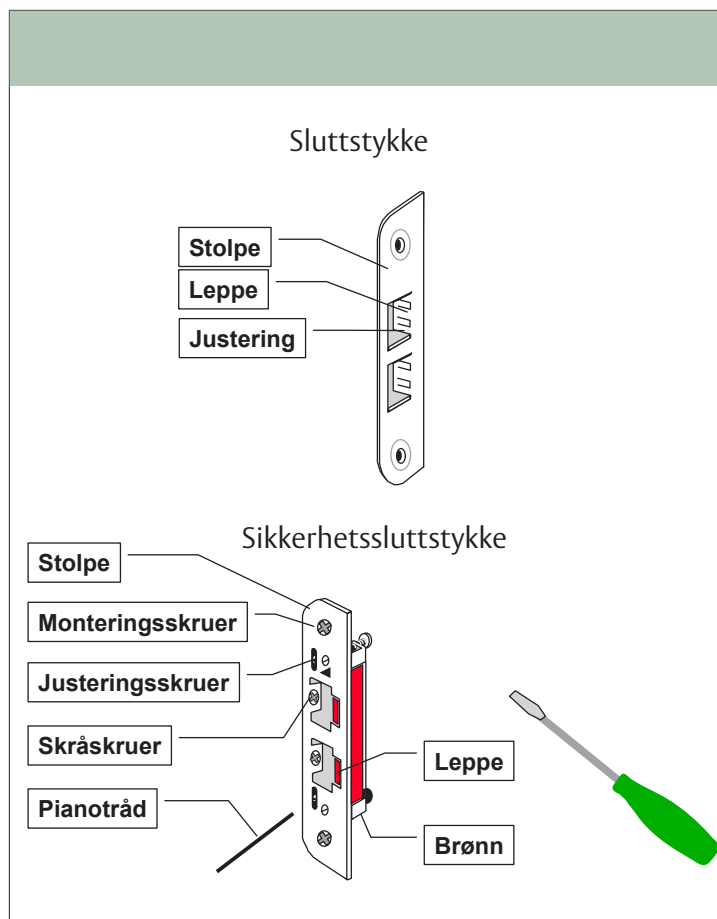 Sluttstykke
Stolpe
Leppe
Justering
Sikkerhetssluttstykke
Stolpe
Monteringsskruer
Justeringsskruer
Skråskruer
Leppe
Pianotråd
Brønn